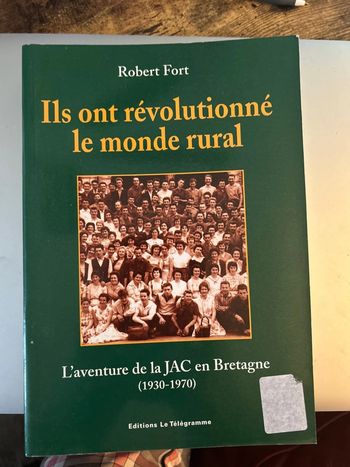 Robert Fort
Ils ont révolutionné
le monde rural
L'aventure de la JAC en Bretagne
(1930-1970)
Editions Le Télégramme